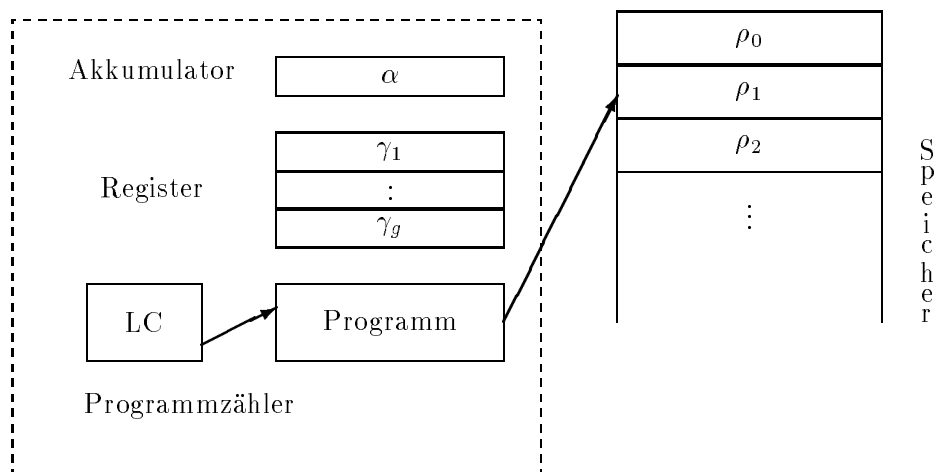 Akkumulator
α
Register
γ₁
:
γg
LC
Programm
Programmzähler
ρ₀
ρ₁
ρ₂
⋮
Speicher